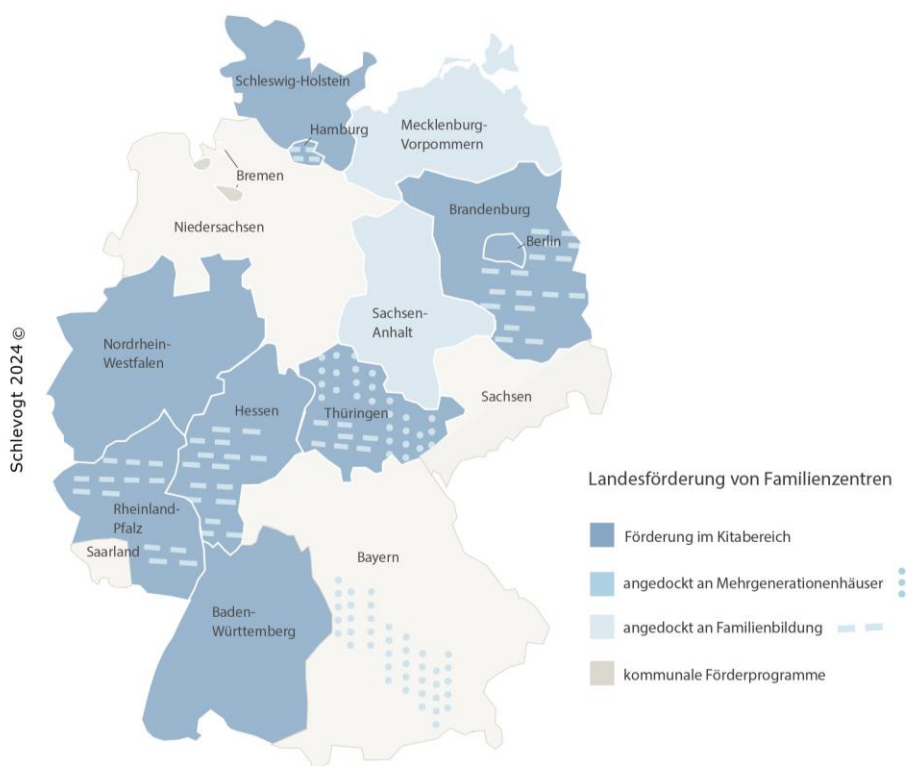 Schleswig-Holstein
Hamburg
Mecklenburg-
Vorpommern
Bremen
Brandenburg
Niedersachsen
Berlin
Sachsen-
Anhalt
Nordrhein-
Westfalen
Sachsen
Hessen
Thüringen
Rheinland-
Pfalz
Saarland
Bayern
Baden-
Württemberg
Schlevogt 2024 ©
Landesförderung von Familienzentren
Förderung im Kitabereich
angedockt an Mehrgenerationenhäuser
angedockt an Familienbildung
kommunale Förderprogramme